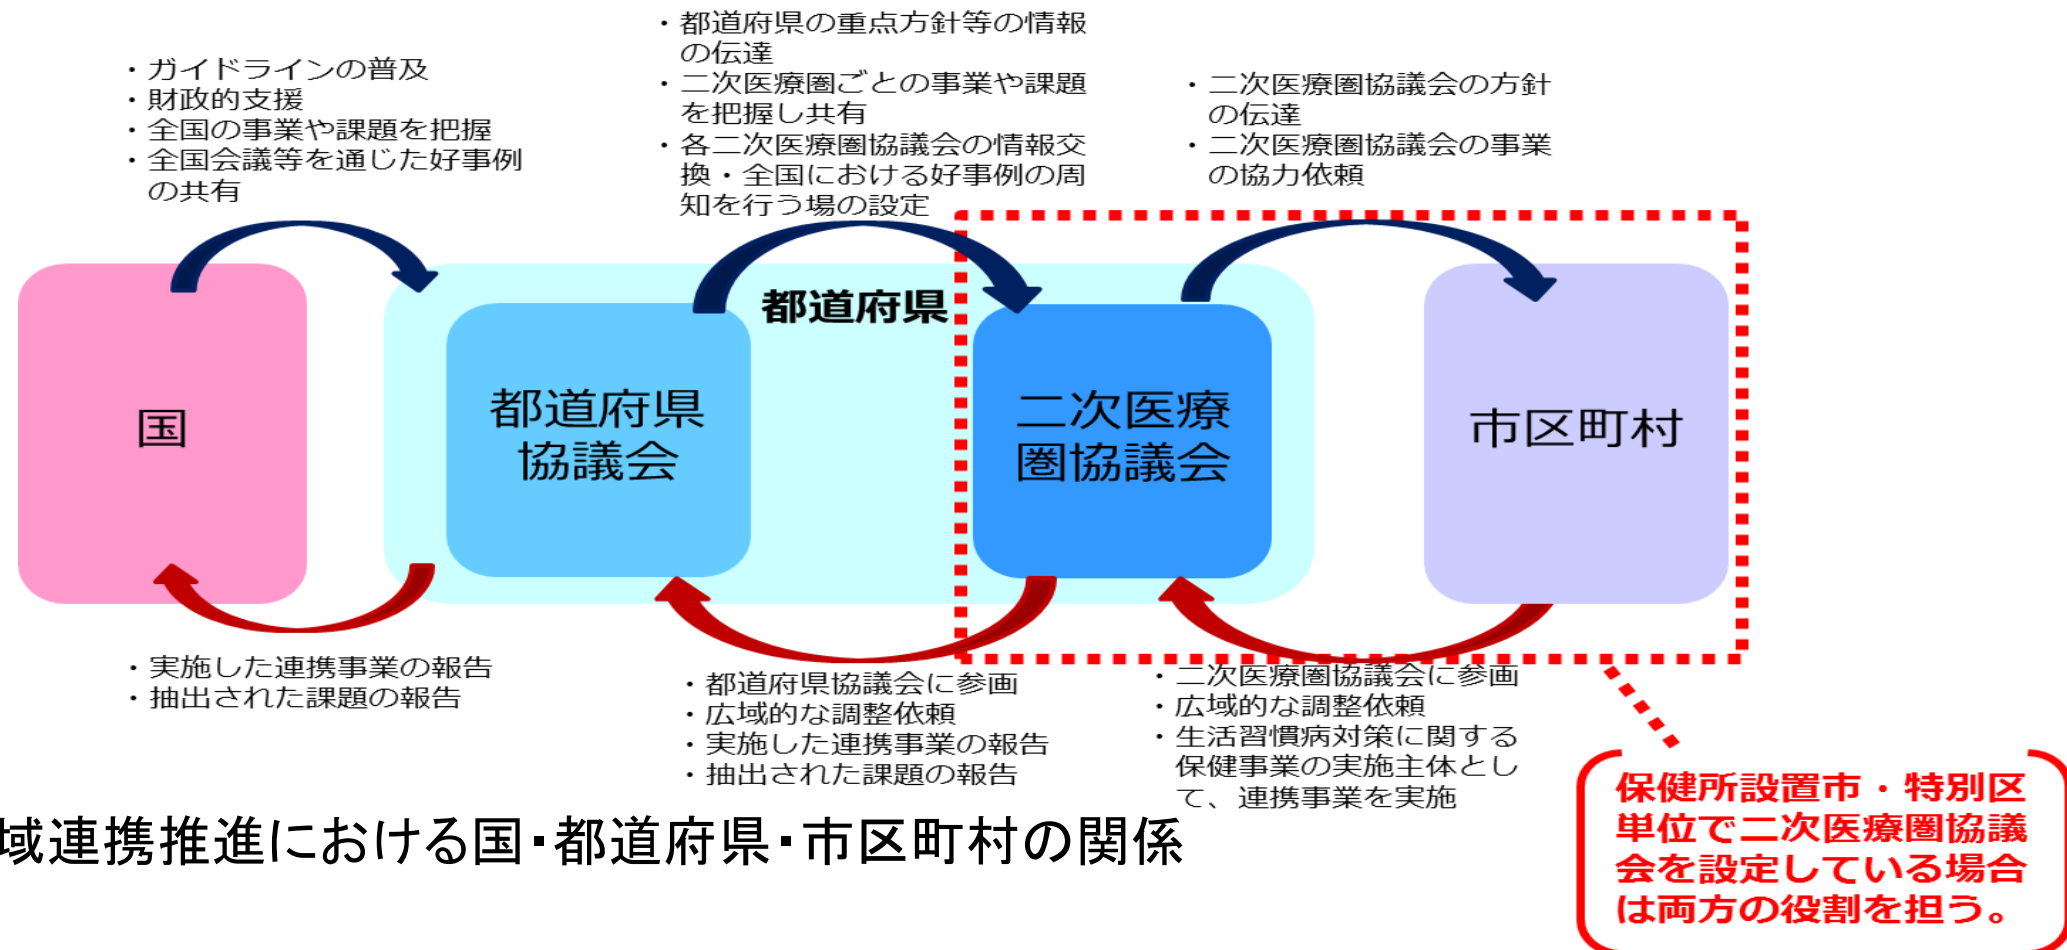 ・ガイドラインの普及
・財政的支援
・全国の事業や課題を把握
・全国会議等を通じた好事例
の共有
・都道府県の重点方針等の情報
の伝達
・二次医療圏ごとの事業や課題
を把握し共有
・各二次医療圏協議会の情報交
換・全国における好事例の周
知を行う場の設定
・二次医療圏協議会の方針
の伝達
・二次医療圏協議会の事業
の協力依頼
都道府県
国
都道府県
協議会
二次医療
圏協議会
市区町村
・実施した連携事業の報告
・抽出された課題の報告
・都道府県協議会に参画
・広域的な調整依頼
・実施した連携事業の報告
・抽出された課題の報告
・二次医療圏協議会に参画
・広域的な調整依頼
・生活習慣病対策に関する
保健事業の実施主体とし
て、連携事業を実施
保健所設置市・特別区
単位で二次医療圏協議
会を設定している場合
は両方の役割を担う。
域連携推進における国・都道府県・市区町村の関係